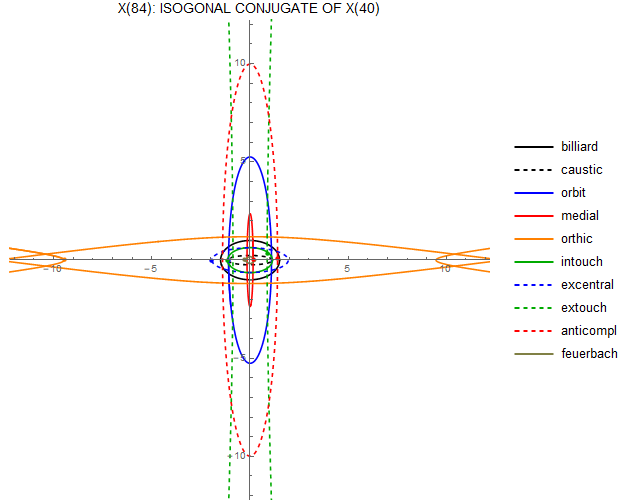 X(84): ISOGONAL CONJUGATE OF X(40)
10
5
-10
-5
5
10
-5
-10
billiard
caustic
orbit
medial
orthic
intouch
excentral
extouch
anticompl
feuerbach